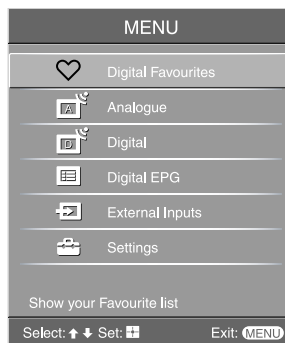 MENU
Digital Favourites
A Analogue
D Digital
Digital EPG
External Inputs
Settings
Show your Favourite list
Select: Set: Exit: MENU